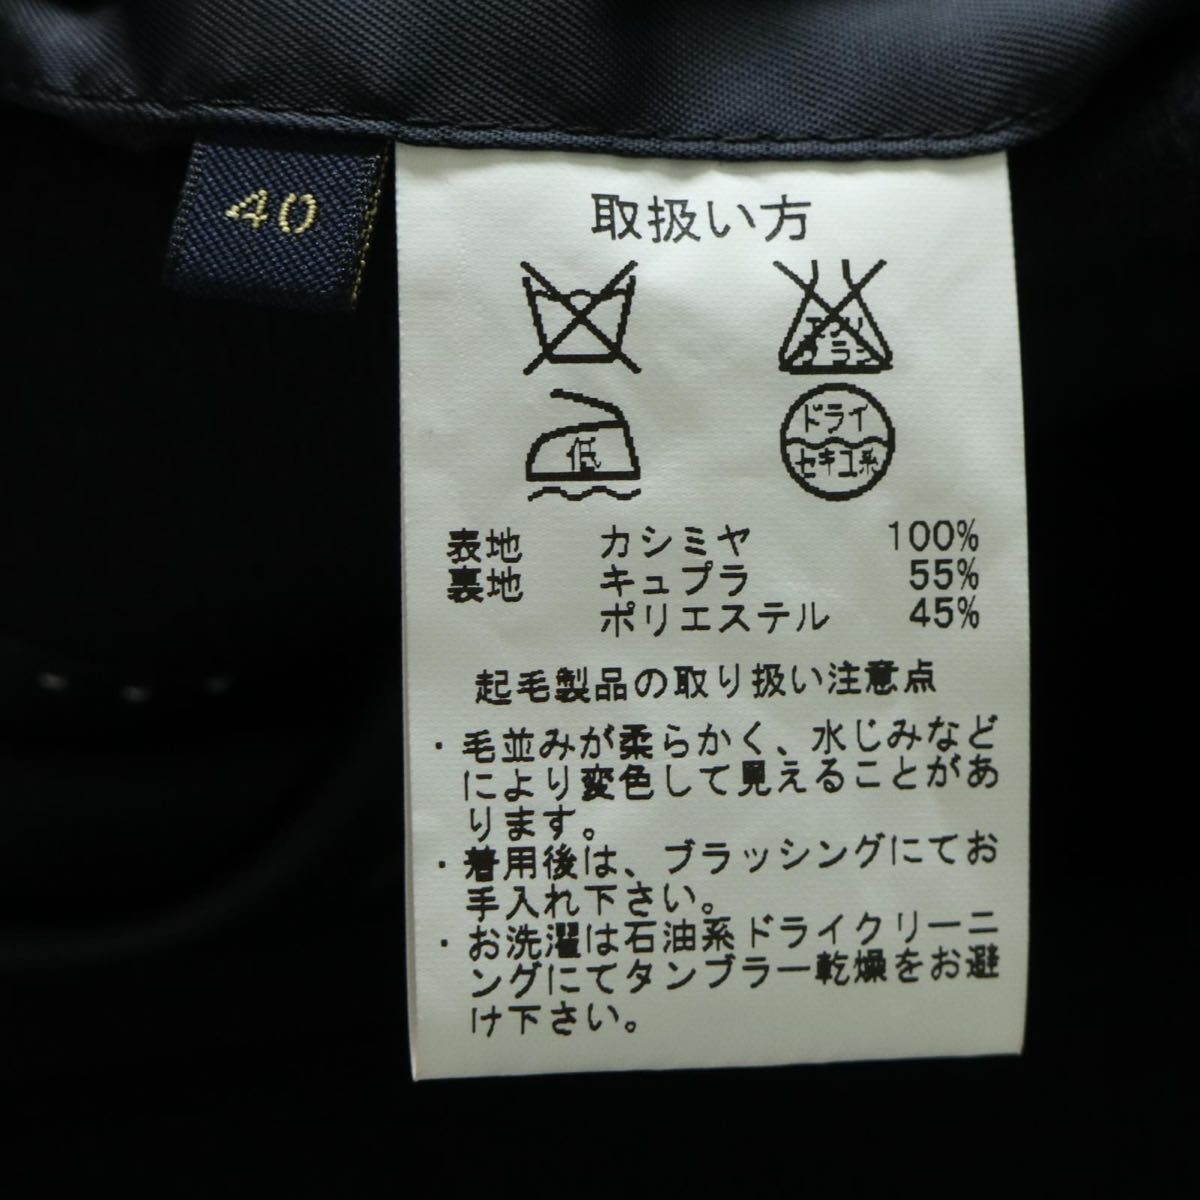 40
取扱い方
エンソ
サラシ
低
ドライ
セキユ系
表地 カシミヤ 100%
裏地 キュプラ 55%
ポリエステル 45%
起毛製品の取り扱い注意点
・毛並みが柔らかく、水じみなど
により変色して見えることがあ
ります。
・着用後は、ブラッシングにてお
手入れ下さい。
・お洗濯は石油系ドライクリーニ
ングにてタンブラー乾燥をお避
け下さい。